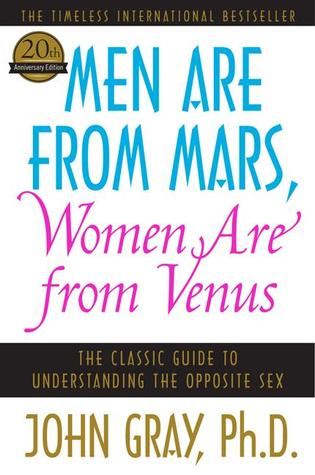 THE TIMELESS INTERNATIONAL BESTSELLER
20th
Anniversary Edition
MEN ARE
FROM MARS,
Women Are
from Venus
THE CLASSIC GUIDE TO
UNDERSTANDING THE OPPOSITE SEX
JOHN GRAY, Ph.D.